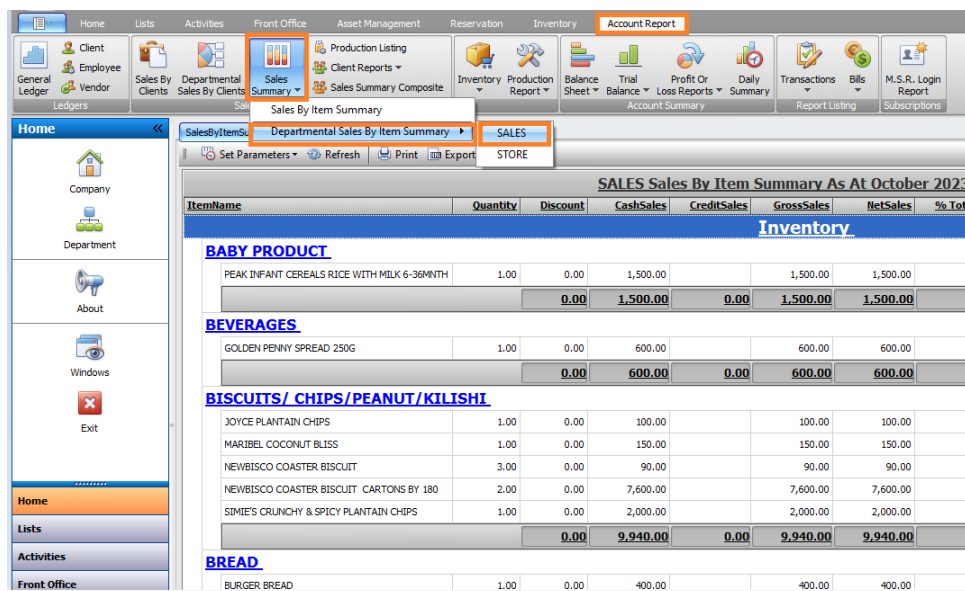 Home Lists Activities Front Office Asset Management Reservation Inventory Account Report
Client Production Listing
Employee Client Reports
General Ledger Vendor Sales By Clients Departmental Sales By Clients Sales Summary Sales Summary Composite Inventory Production Report Balance Sheet Trial Balance Profit Or Loss Reports Daily Summary Transactions Bills M.S.R. Login Report
Ledgers Account Summary Report Listing Subscriptions
Sales By Item Summary
Home «
Departmental Sales By Item Summary SALES
Set Parameters Refresh Print Export STORE
Company
Department
About
Windows
Exit
Home
Lists
Activities
Front Office
SALES Sales By Item Summary As At October 2023
ItemName Quantity Discount CashSales CreditSales GrossSales NetSales
Inventory
BABY PRODUCT
PEAK INFANT CEREALS RICE WITH MILK 6-36MNTH 1.00 0.00 1,500.00 1,500.00 1,500.00
0.00 1,500.00 0.00 1,500.00 1,500.00
BEVERAGES
GOLDEN PENNY SPREAD 250G 1.00 0.00 600.00 600.00 600.00
0.00 600.00 0.00 600.00 600.00
BISCUITS/ CHIPS/PEANUT/KILISHI
JOYCE PLANTAIN CHIPS 1.00 0.00 100.00 100.00 100.00
MARIBEL COCONUT BLISS 1.00 0.00 150.00 150.00 150.00
NEWBISCO COASTER BISCUIT 3.00 0.00 90.00 90.00 90.00
NEWBISCO COASTER BISCUIT CARTONS BY 180 2.00 0.00 7,600.00 7,600.00 7,600.00
SIMIE'S CRUNCHY & SPICY PLANTAIN CHIPS 1.00 0.00 2,000.00 2,000.00 2,000.00
0.00 9,940.00 0.00 9,940.00 9,940.00
BREAD
BURGER BREAD 1.00 0.00 400.00 400.00 400.00